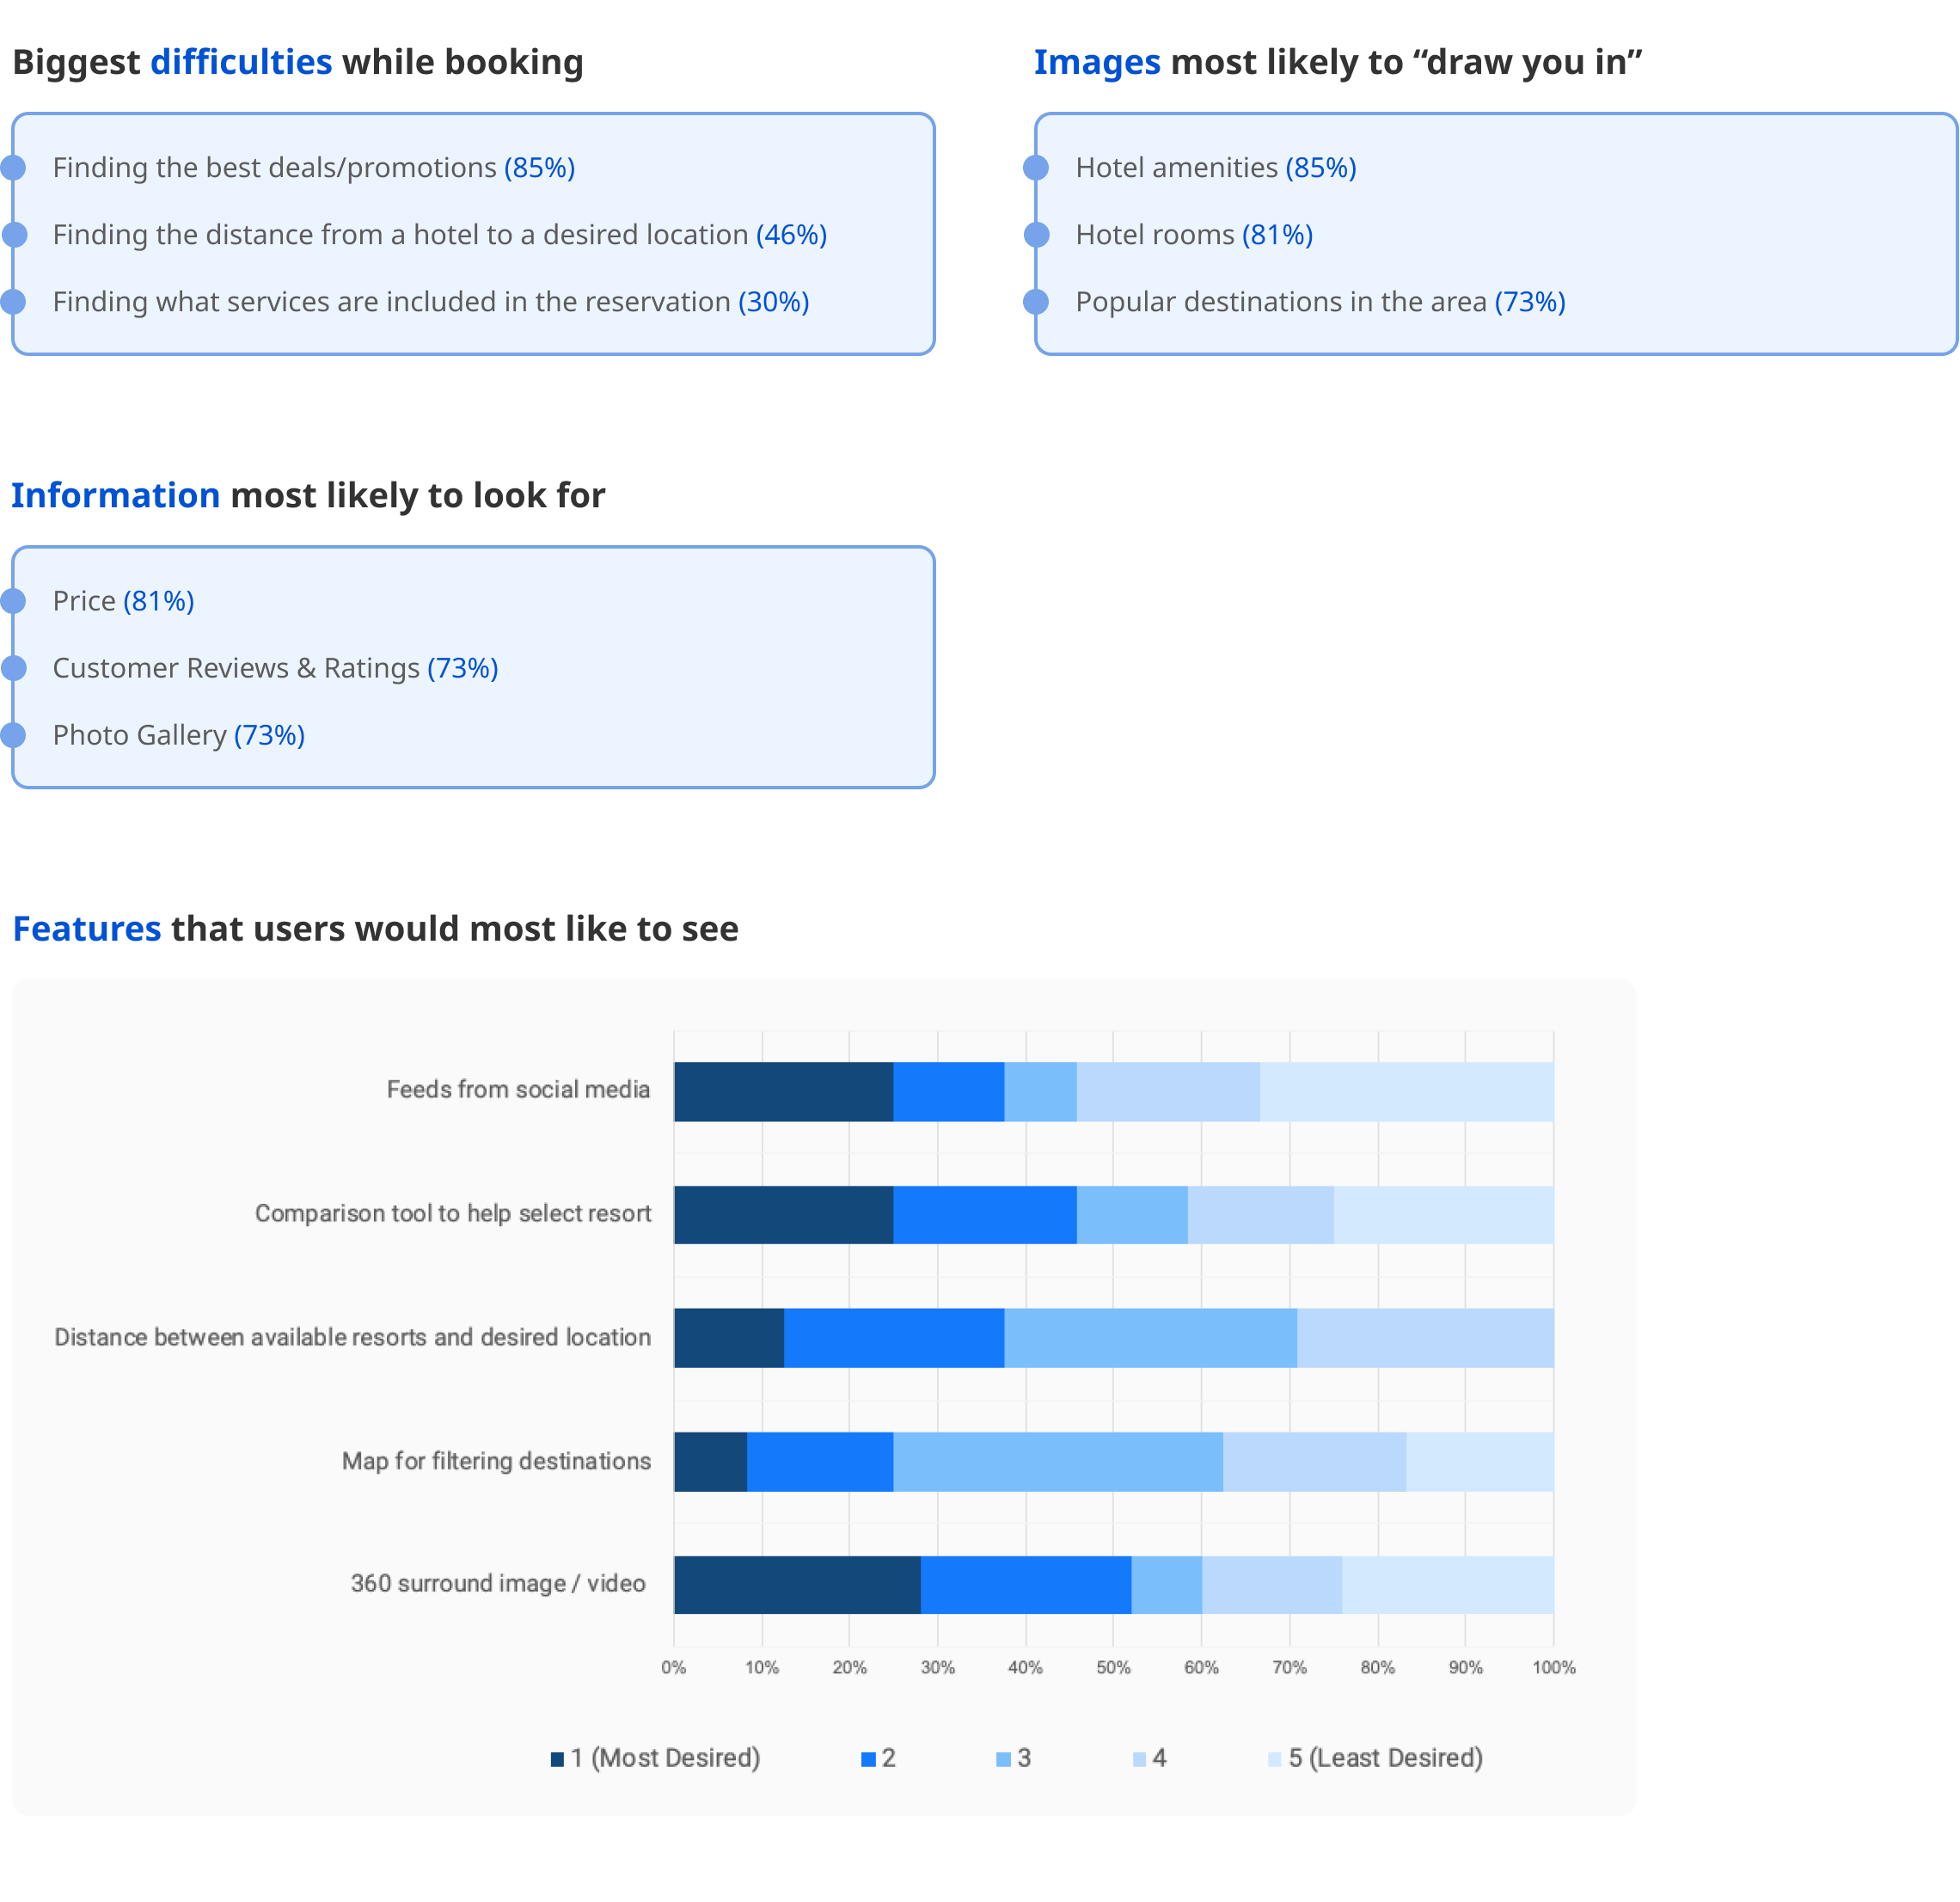 Biggest difficulties while booking
Finding the best deals/promotions (85%)
Finding the distance from a hotel to a desired location (46%)
Finding what services are included in the reservation (30%)
Images most likely to “draw you in”
Hotel amenities (85%)
Hotel rooms (81%)
Popular destinations in the area (73%)
Information most likely to look for
Price (81%)
Customer Reviews & Ratings (73%)
Photo Gallery (73%)
Features that users would most like to see
Feeds from social media
Comparison tool to help select resort
Distance between available resorts and desired location
Map for filtering destinations
360 surround image / video
0% 10% 20% 30% 40% 50% 60% 70% 80% 90% 100%
1 (Most Desired) 2 3 4 5 (Least Desired)